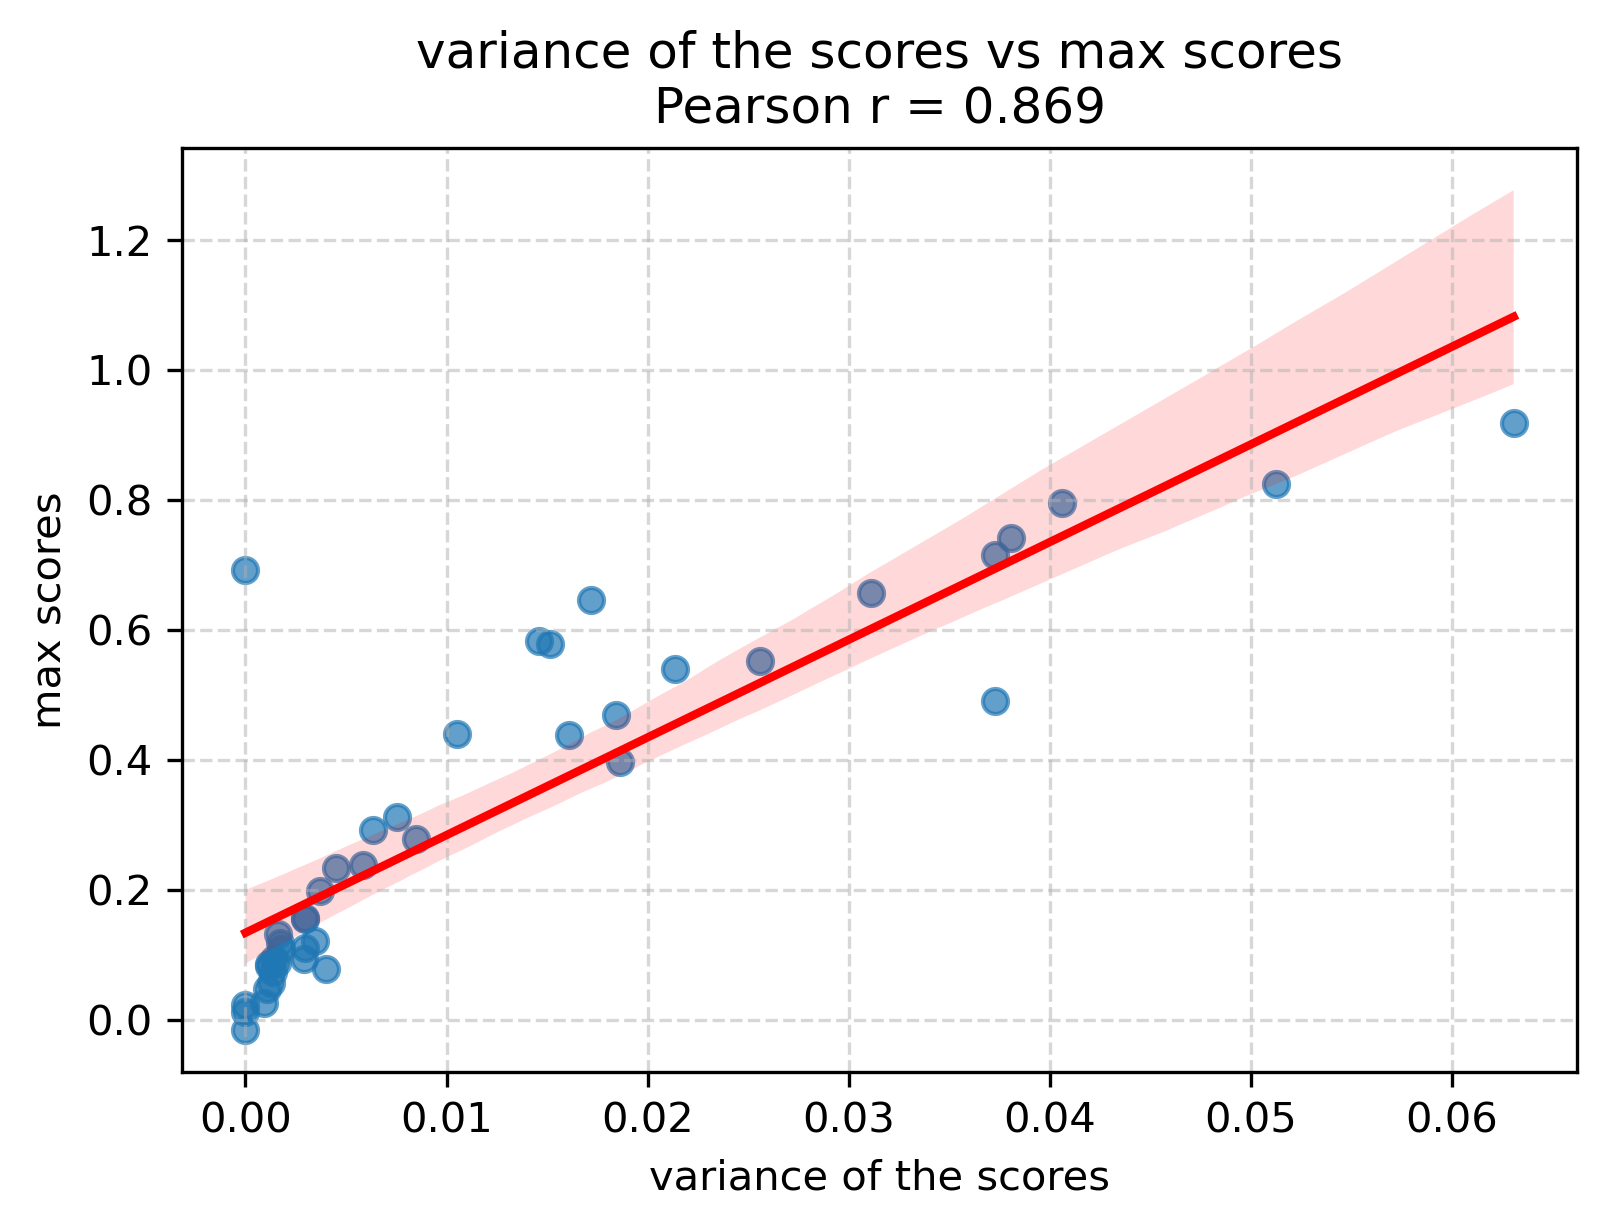 variance of the scores vs max scores
Pearson r = 0.869
max scores
1.2
1.0
0.8
0.6
0.4
0.2
0.0
0.00 0.01 0.02 0.03 0.04 0.05 0.06
variance of the scores